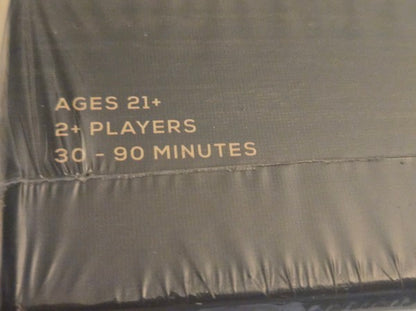 AGES 21+
2+ PLAYERS
30 - 90 MINUTES